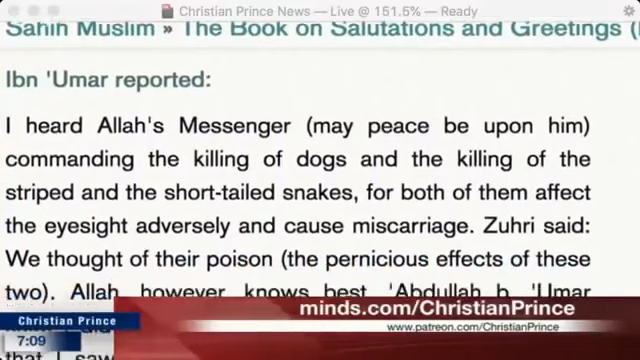 Christian Prince News — Live @ 151.5% — Ready
Sahih Muslim » The Book on Salutations and Greetings (
Ibn 'Umar reported:
I heard Allah's Messenger (may peace be upon him)
commanding the killing of dogs and the killing of the
striped and the short-tailed snakes, for both of them affect
the eyesight adversely and cause miscarriage. Zuhri said:
We thought of their poison (the pernicious effects of these
two). Allah, however, knows best. 'Abdullah b. 'Umar
minds.com/ChristianPrince
Christian Prince
www.patreon.com/ChristianPrince
7:09
that I saw